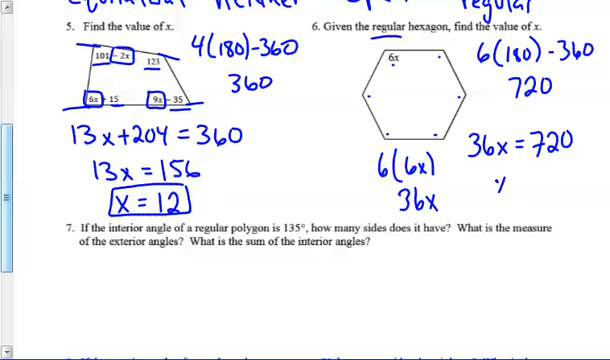 regular
5. Find the value of x.
4(180)-360
360
101 - 2x
123
6x + 15
9x - 35
13x + 204 = 360
13x = 156
x = 12
6. Given the regular hexagon, find the value of x.
6x
6(180) - 360
720
6(6x)
36x
36x = 720
7. If the interior angle of a regular polygon is 135°, how many sides does it have? What is the measure
of the exterior angles? What is the sum of the interior angles?